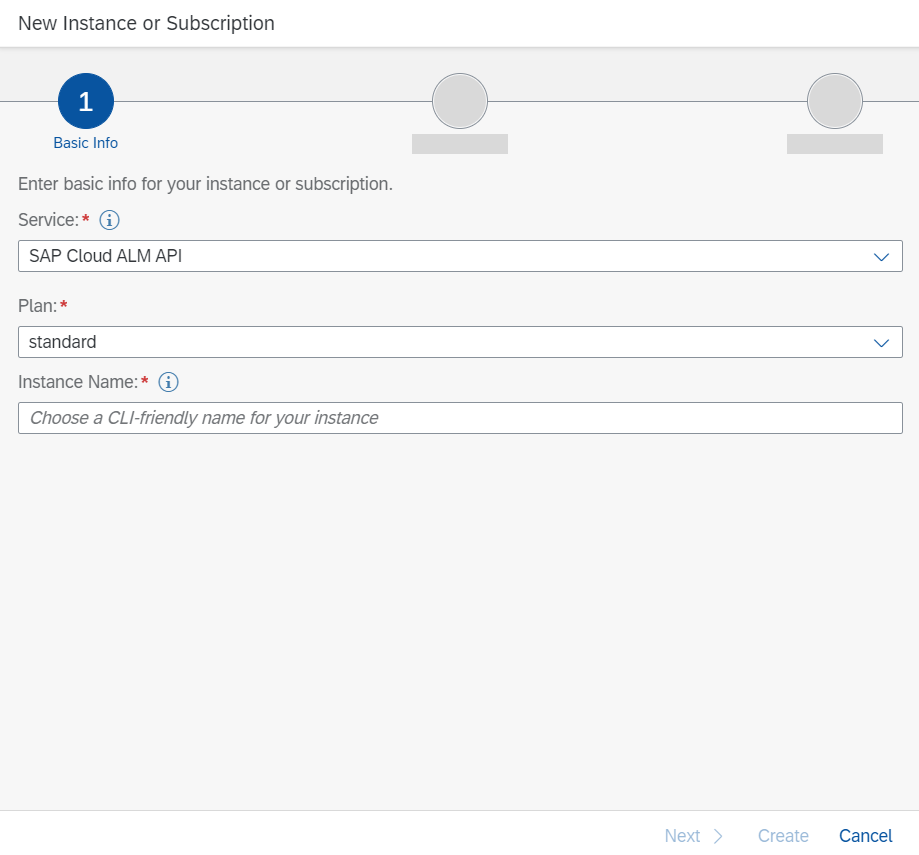 New Instance or Subscription
1
Basic Info
Enter basic info for your instance or subscription.
Service:*
SAP Cloud ALM API
Plan:*
standard
Instance Name:*
Choose a CLI-friendly name for your instance
Next Create Cancel